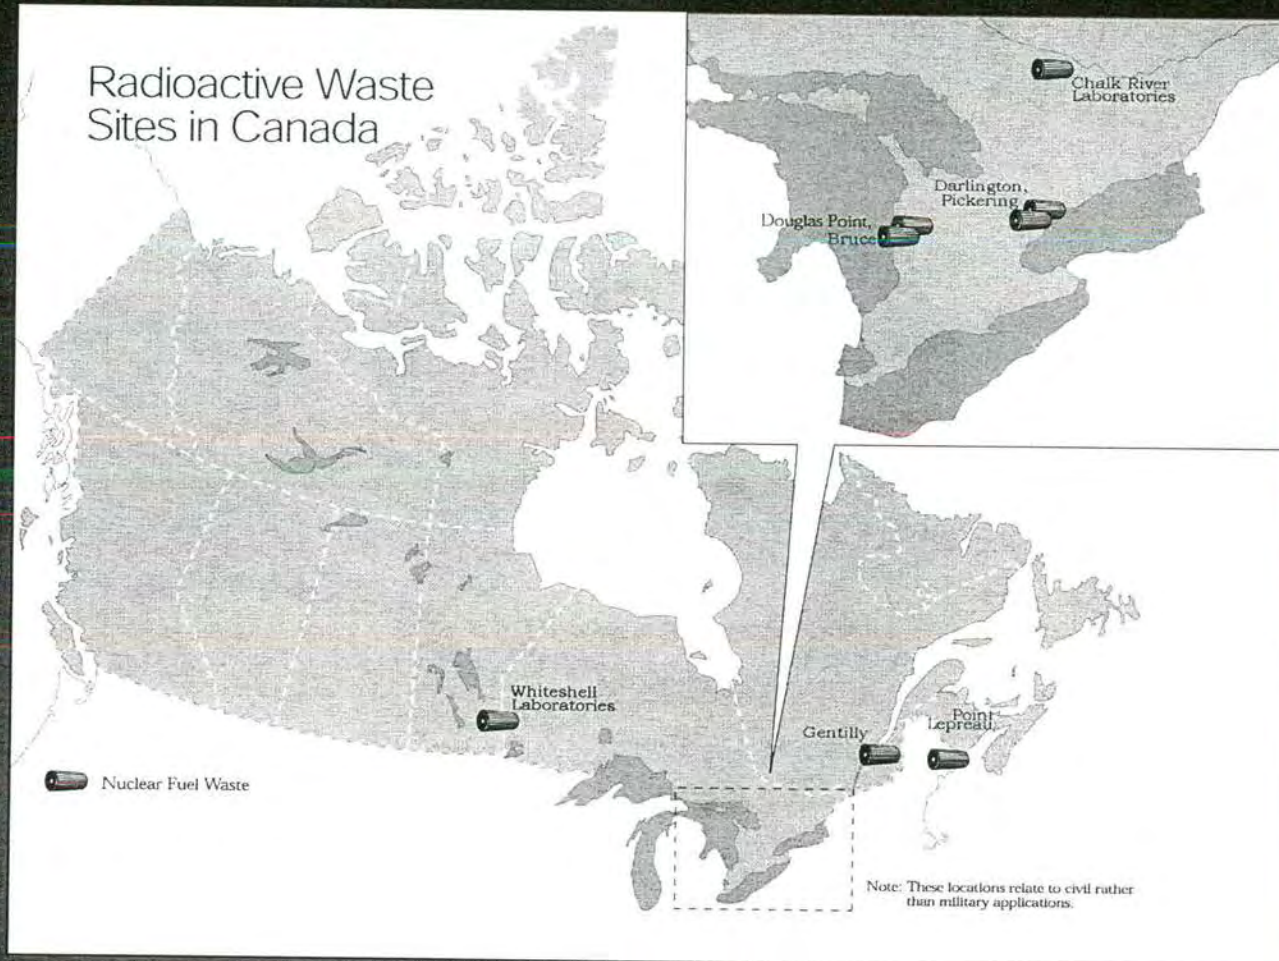 Radioactive Waste
Sites in Canada
Chalk River
Laboratories
Darlington,
Pickering
Douglas Point,
Bruce
Whiteshell
Laboratories
Gentilly
Point
Lepreau
Nuclear Fuel Waste
Note: These locations relate to civil rather
than military applications.